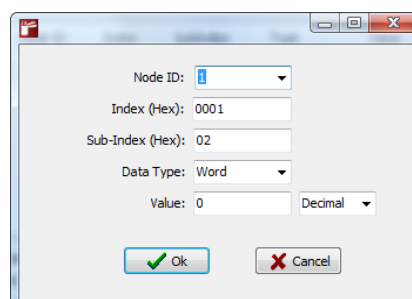 Node ID: 1
Index (Hex): 0001
Sub-Index (Hex): 02
Data Type: Word
Value: 0 Decimal
Ok Cancel